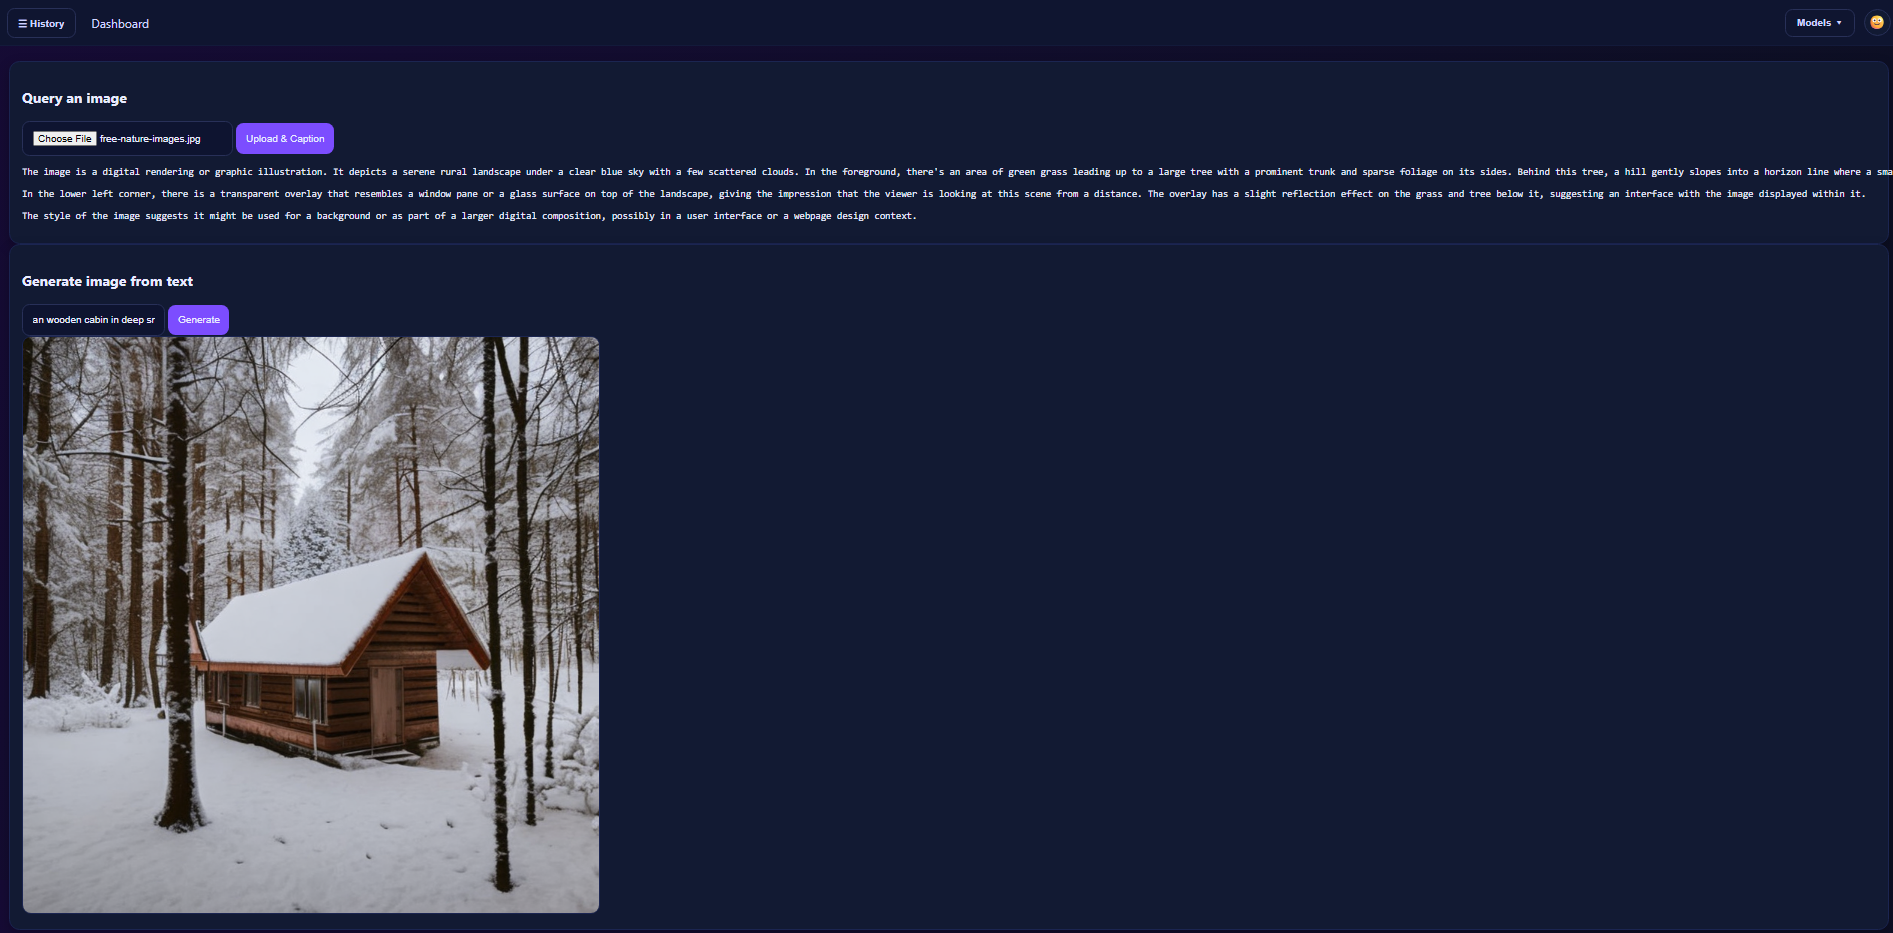 ☰ History Dashboard Models ▾
Query an image
Choose File free-nature-images.jpg Upload & Caption
The image is a digital rendering or graphic illustration. It depicts a serene rural landscape under a clear blue sky with a few scattered clouds. In the foreground, there's an area of green grass leading up to a large tree with a prominent trunk and sparse foliage on its sides. Behind this tree, a hill gently slopes into a horizon line where a sma
In the lower left corner, there is a transparent overlay that resembles a window pane or a glass surface on top of the landscape, giving the impression that the viewer is looking at this scene from a distance. The overlay has a slight reflection effect on the grass and tree below it, suggesting an interface with the image displayed within it.
The style of the image suggests it might be used for a background or as part of a larger digital composition, possibly in a user interface or a webpage design context.
Generate image from text
an wooden cabin in deep sr Generate